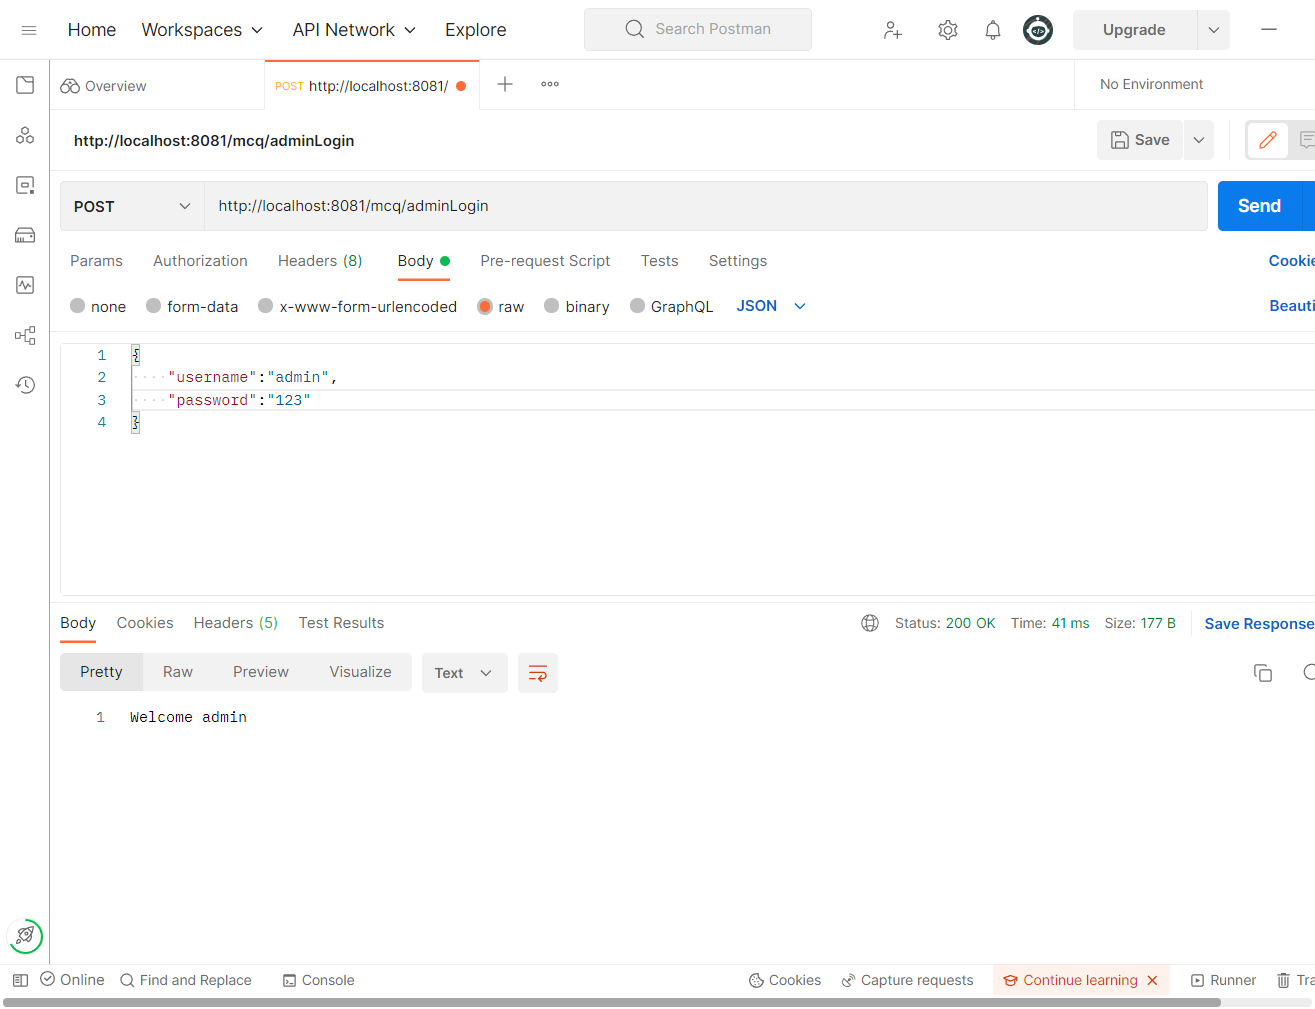 Home Workspaces API Network Explore Search Postman Upgrade
Overview POST http://localhost:8081/ No Environment
http://localhost:8081/mcq/adminLogin Save
POST http://localhost:8081/mcq/adminLogin Send
Params Authorization Headers (8) Body Pre-request Script Tests Settings Cookie
none form-data x-www-form-urlencoded raw binary GraphQL JSON Beauti
1 {
2 "username":"admin",
3 "password":"123"
4 }
Body Cookies Headers (5) Test Results Status: 200 OK Time: 41 ms Size: 177 B Save Response
Pretty Raw Preview Visualize Text
1 Welcome admin
Online Find and Replace Console Cookies Capture requests Continue learning Runner Tra